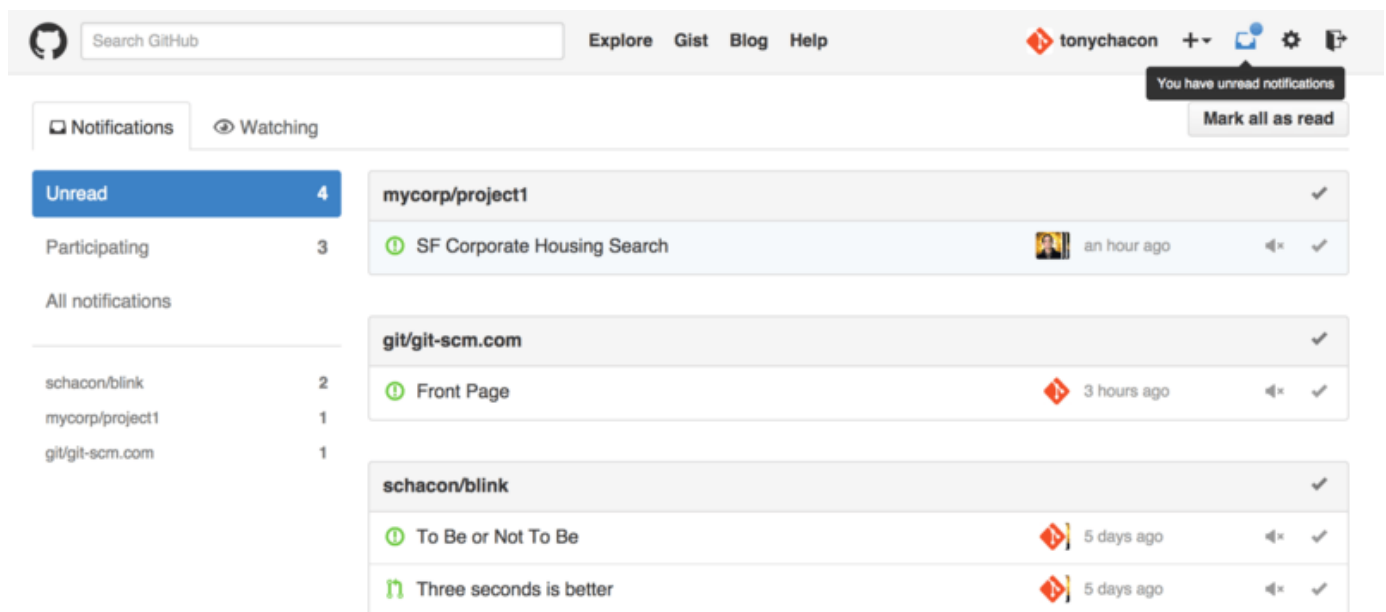 Search GitHub Explore Gist Blog Help tonychacon
You have unread notifications
Notifications Watching Mark all as read
Unread 4
Participating 3
All notifications
schacon/blink 2
mycorp/project1 1
git/git-scm.com 1
mycorp/project1
SF Corporate Housing Search an hour ago
git/git-scm.com
Front Page 3 hours ago
schacon/blink
To Be or Not To Be 5 days ago
Three seconds is better 5 days ago